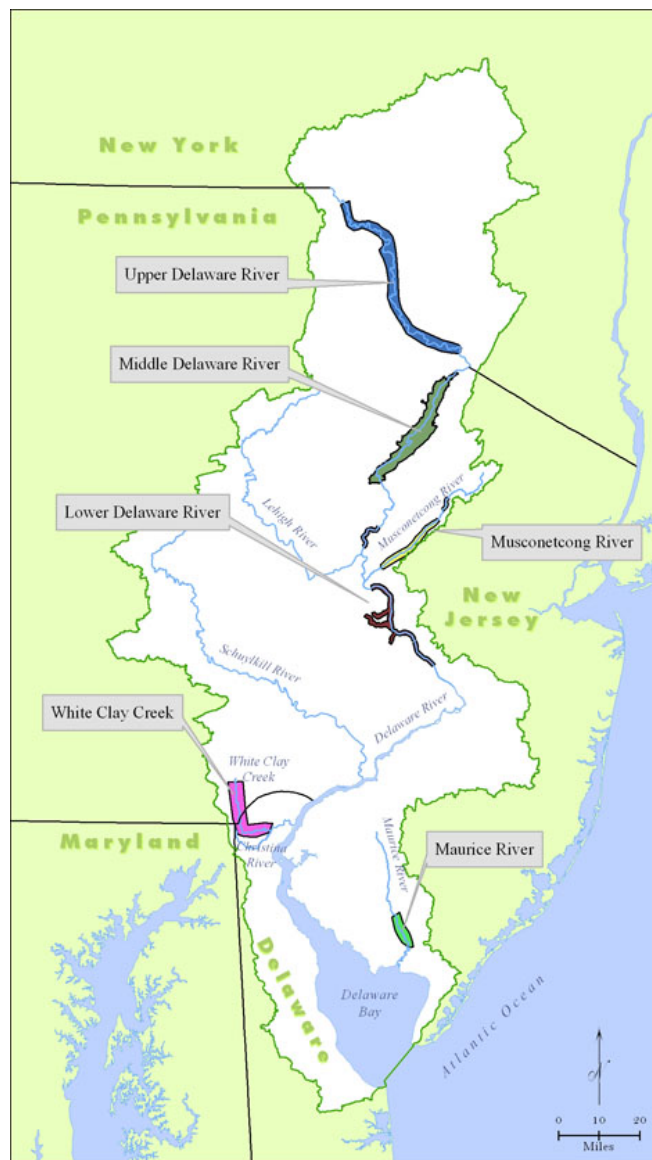 New York
Pennsylvania
Upper Delaware River
Middle Delaware River
Lehigh River
Musconetcong River
Lower Delaware River
Musconetcong River
New
Jersey
Schuylkill River
White Clay Creek
Delaware River
White Clay
Creek
Maryland
Christina
River
Maurice River
Maurice River
Delaware
Delaware
Bay
Atlantic Ocean
N
0 10 20
Miles